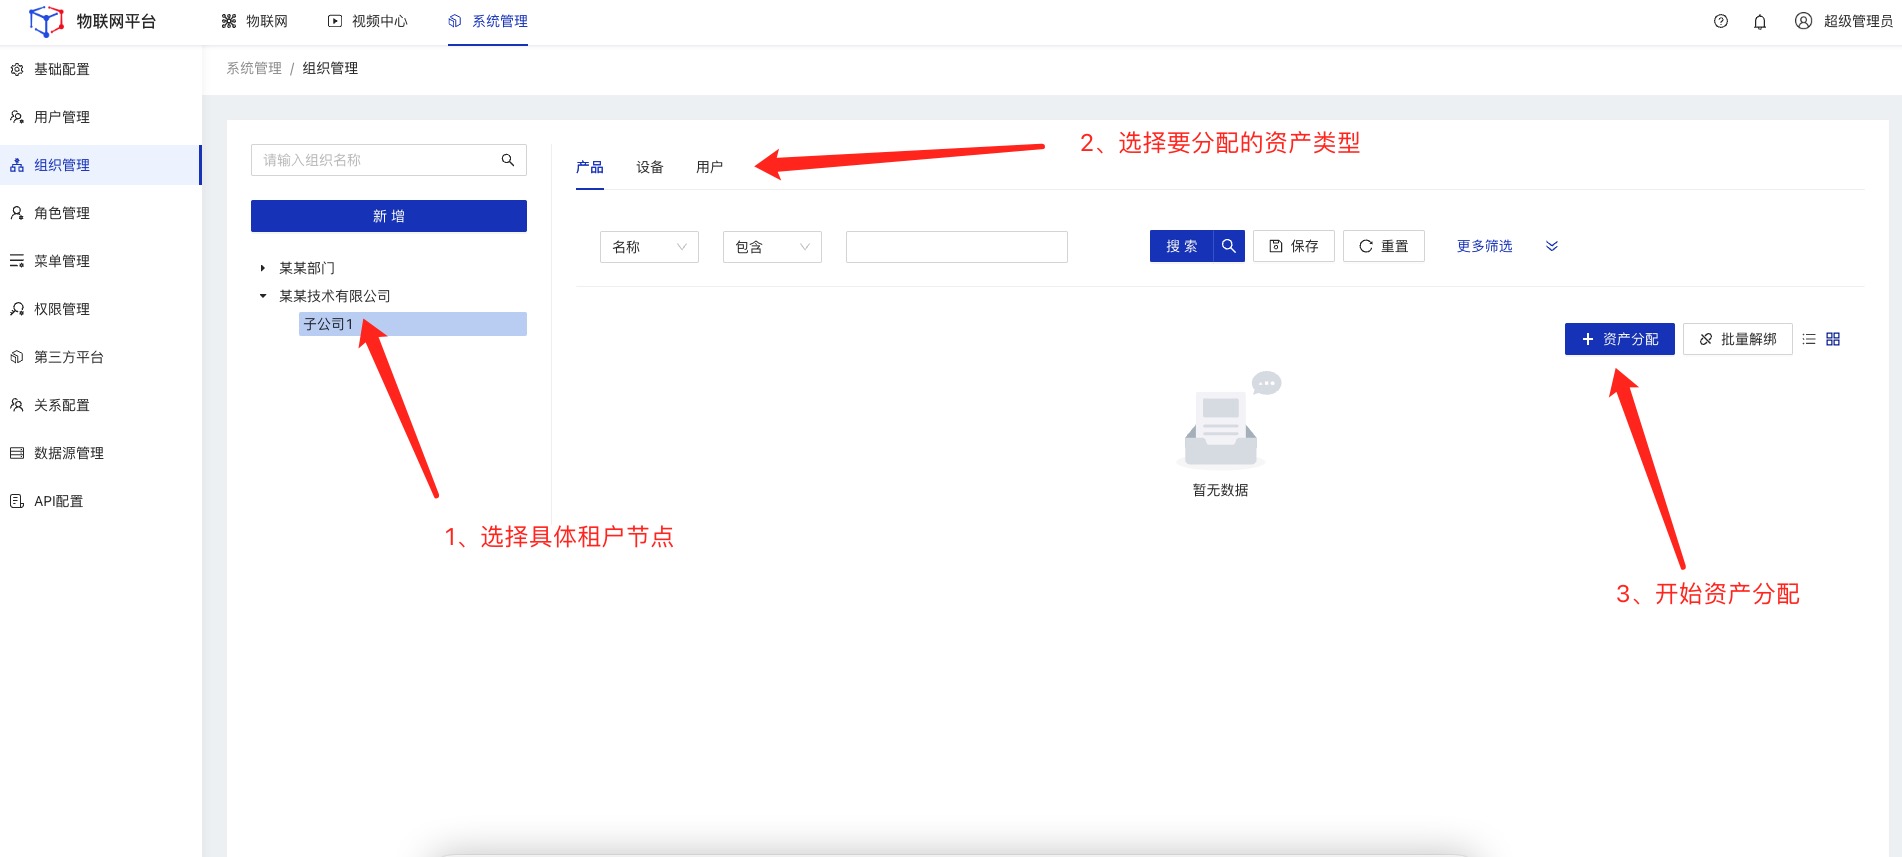 物联网平台
物联网
视频中心
系统管理
超级管理员
基础配置
用户管理
组织管理
角色管理
菜单管理
权限管理
第三方平台
关系配置
数据源管理
API配置
系统管理 / 组织管理
请输入组织名称
新 增
某某部门
某某技术有限公司
子公司1
1、选择具体租户节点
产品 设备 用户
2、选择要分配的资产类型
名称 包含 搜 索 保存 重置 更多筛选
资产分配 批量解绑
暂无数据
3、开始资产分配